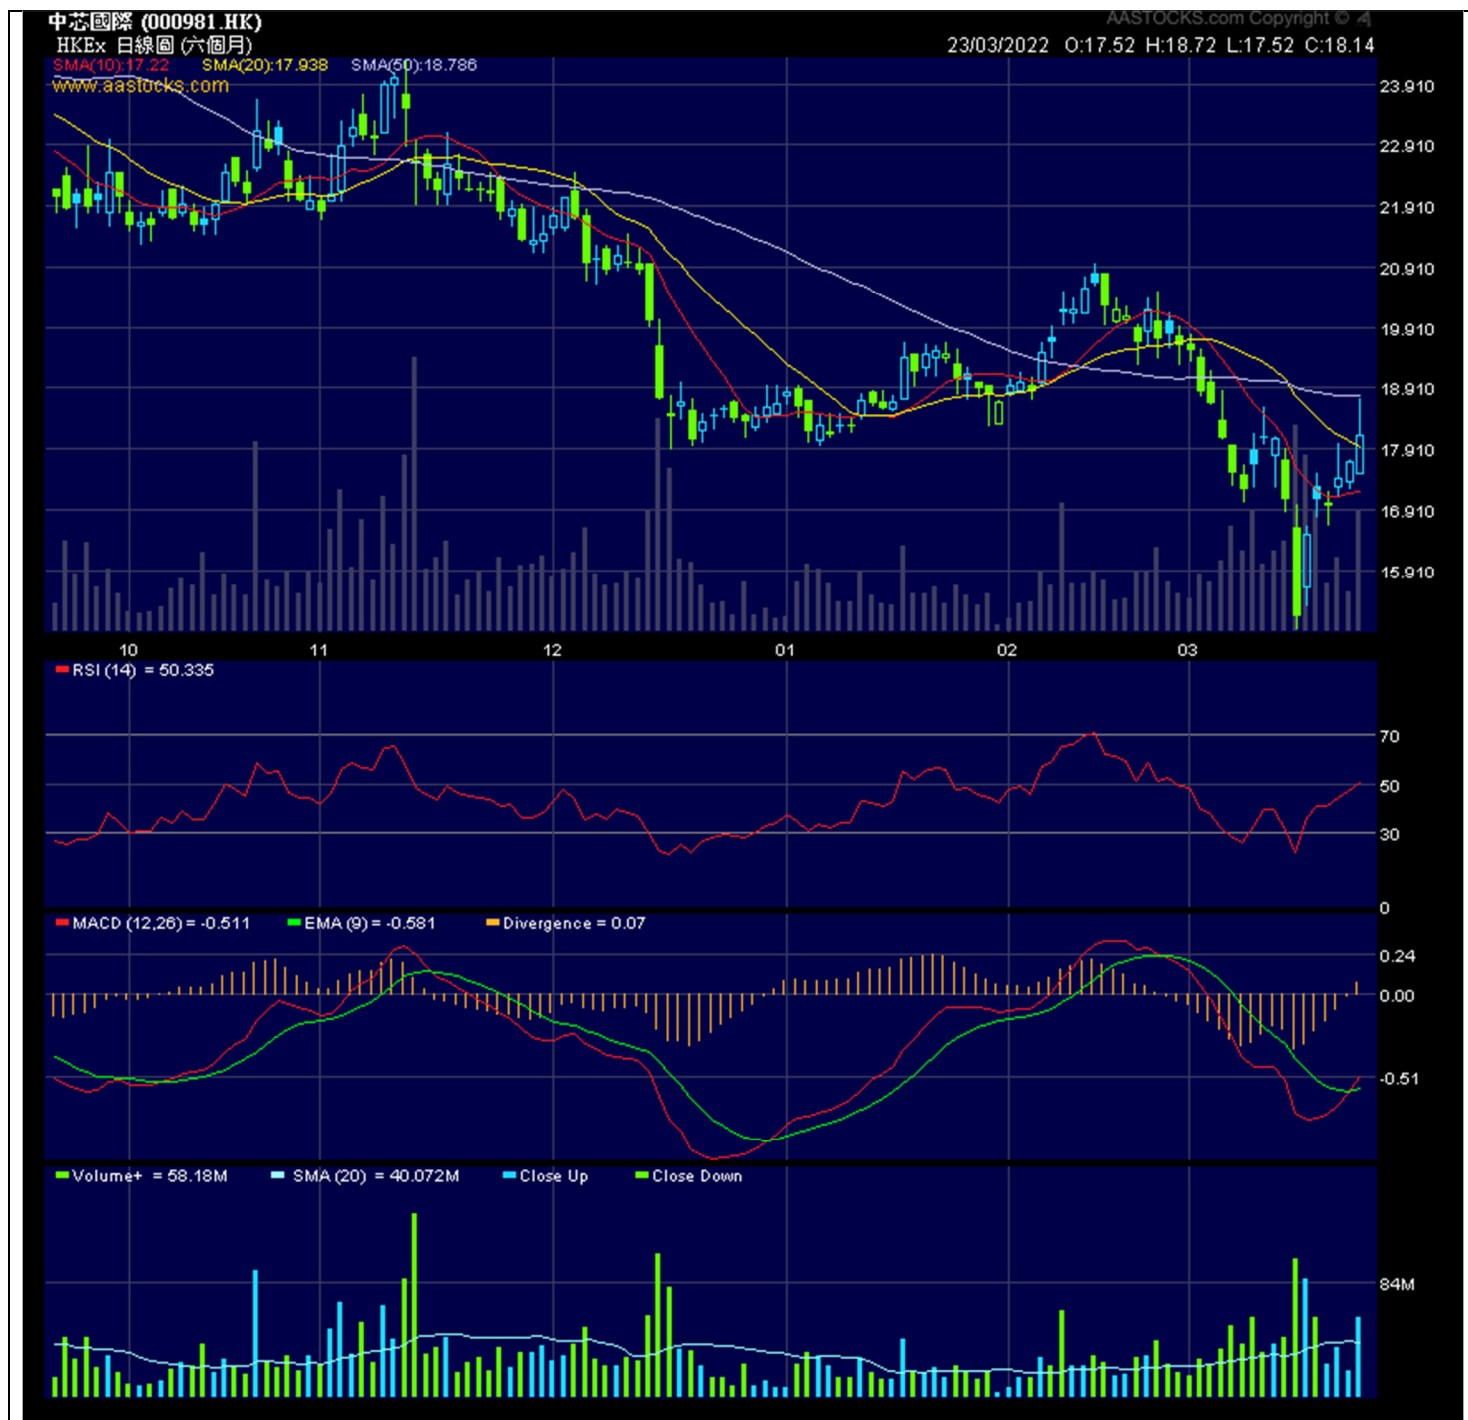 中芯國際 (000981.HK)
AASTOCKS.com Copyright ©
HKEx 日線圖 (六個月)
23/03/2022 O:17.52 H:18.72 L:17.52 C:18.14
SMA(10):17.22 SMA(20):17.938 SMA(50):18.786
www.aastocks.com
23.910
22.910
21.910
20.910
19.910
18.910
17.910
16.910
15.910
10 11 12 01 02 03
RSI (14) = 50.335
70
50
30
0
MACD (12,26) = -0.511 EMA (9) = -0.581 Divergence = 0.07
0.24
0.00
-0.51
Volume+ = 58.18M SMA (20) = 40.072M Close Up Close Down
84M